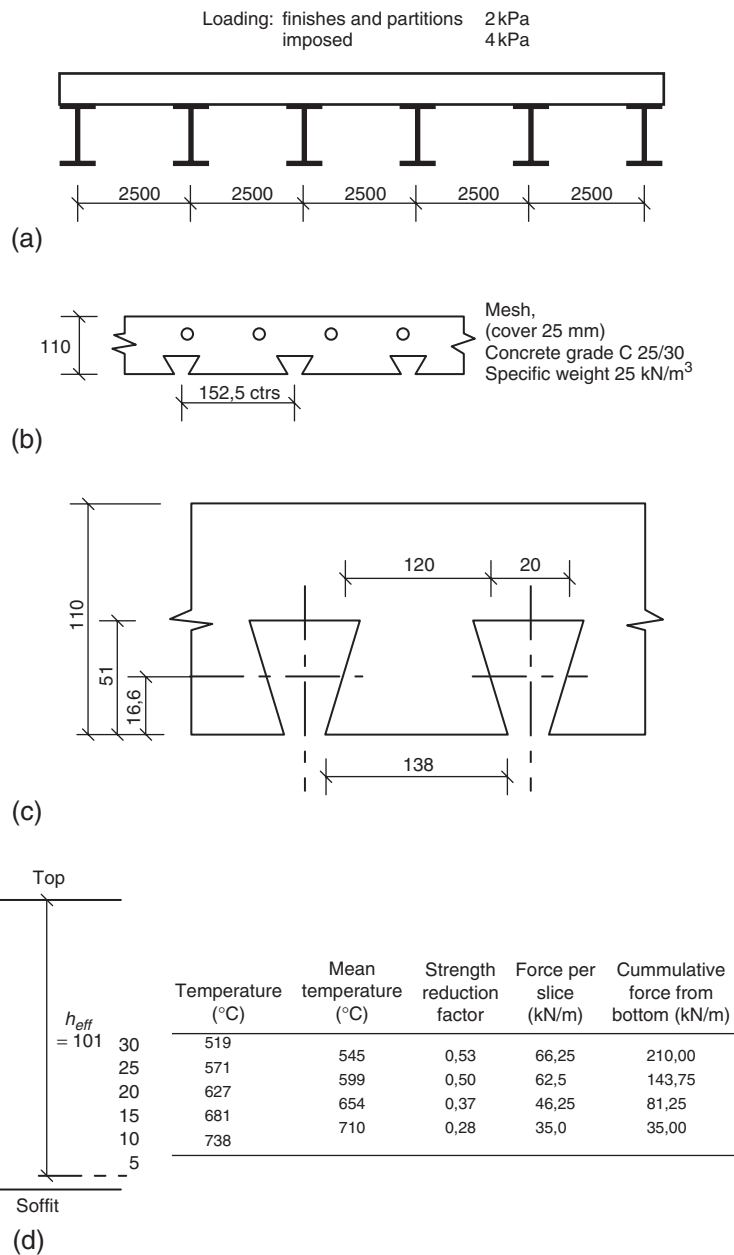 Loading: finishes and partitions 2 kPa
imposed 4 kPa
2500 2500 2500 2500 2500
(a)
110
152,5 ctrs
Mesh,
(cover 25 mm)
Concrete grade C 25/30
Specific weight 25 kN/m³
(b)
110
51
16,6
120 20
138
(c)
Top
h_eff
= 101
30
25
20
15
10
5
Soffit
Temperature
(°C)
Mean
temperature
(°C)
Strength
reduction
factor
Force per
slice
(kN/m)
Cummulative
force from
bottom (kN/m)
519
545 0,53 66,25 210,00
571
599 0,50 62,5 143,75
627
654 0,37 46,25 81,25
681
710 0,28 35,0 35,00
738
(d)